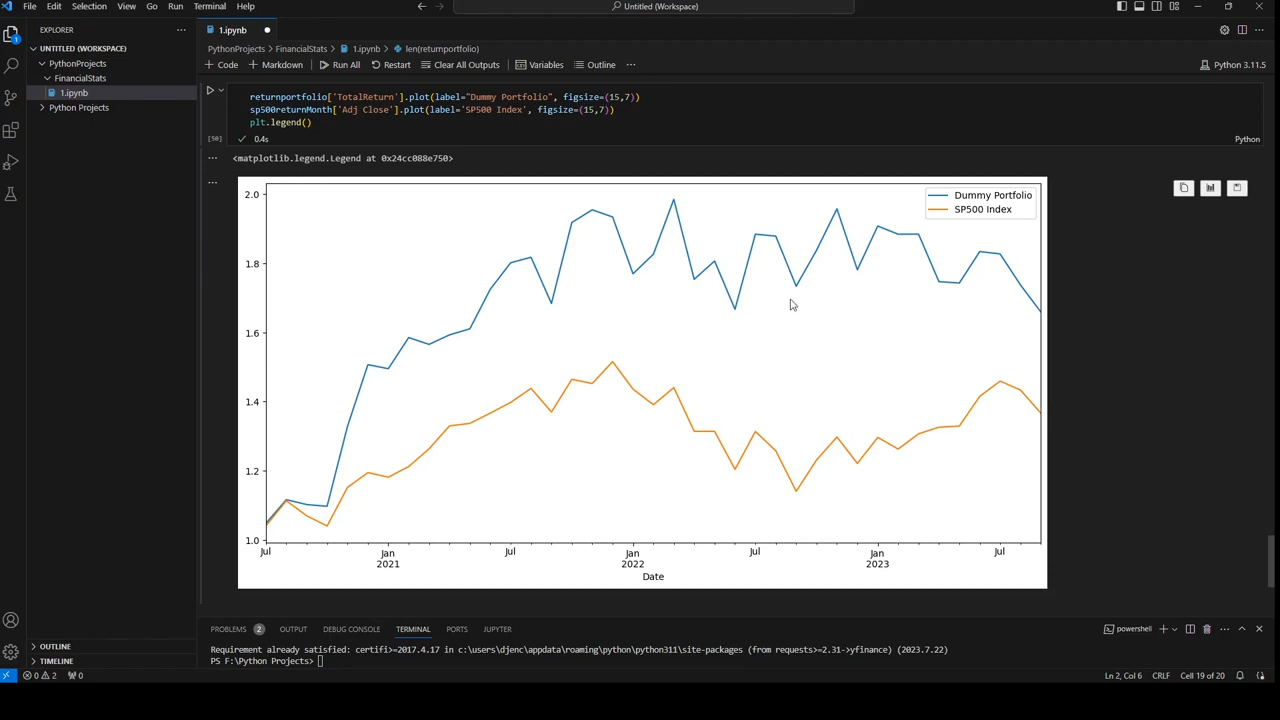 File Edit Selection View Go Run Terminal Help
Untitled (Workspace)
EXPLORER
1.ipynb
UNTITLED (WORKSPACE)
PythonProjects
FinancialStats
1.ipynb
Python Projects
PythonProjects > FinancialStats > 1.ipynb > len(returnportfolio)
+ Code + Markdown Run All Restart Clear All Outputs Variables Outline ... Python 3.11.5
returnportfolio['TotalReturn'].plot(label="Dummy Portfolio", figsize=(15,7))
sp500returnMonth['Adj Close'].plot(label='SP500 Index', figsize=(15,7))
plt.legend()
[50] 0.4s Python
<matplotlib.legend.Legend at 0x24cc088e750>
Dummy Portfolio
SP500 Index
2.0
1.8
1.6
1.4
1.2
1.0
Jul Jan Jul Jan Jul Jan Jul
2021 2022 2023
Date
PROBLEMS 2 OUTPUT DEBUG CONSOLE TERMINAL PORTS JUPYTER powershell
Requirement already satisfied: certifi>=2017.4.17 in c:\users\djenc\appdata\roaming\python\python311\site-packages (from requests>=2.31->yfinance) (2023.7.22)
PS F:\Python Projects>
OUTLINE
TIMELINE
0 2 0 Ln 2, Col 6 CRLF Cell 19 of 20